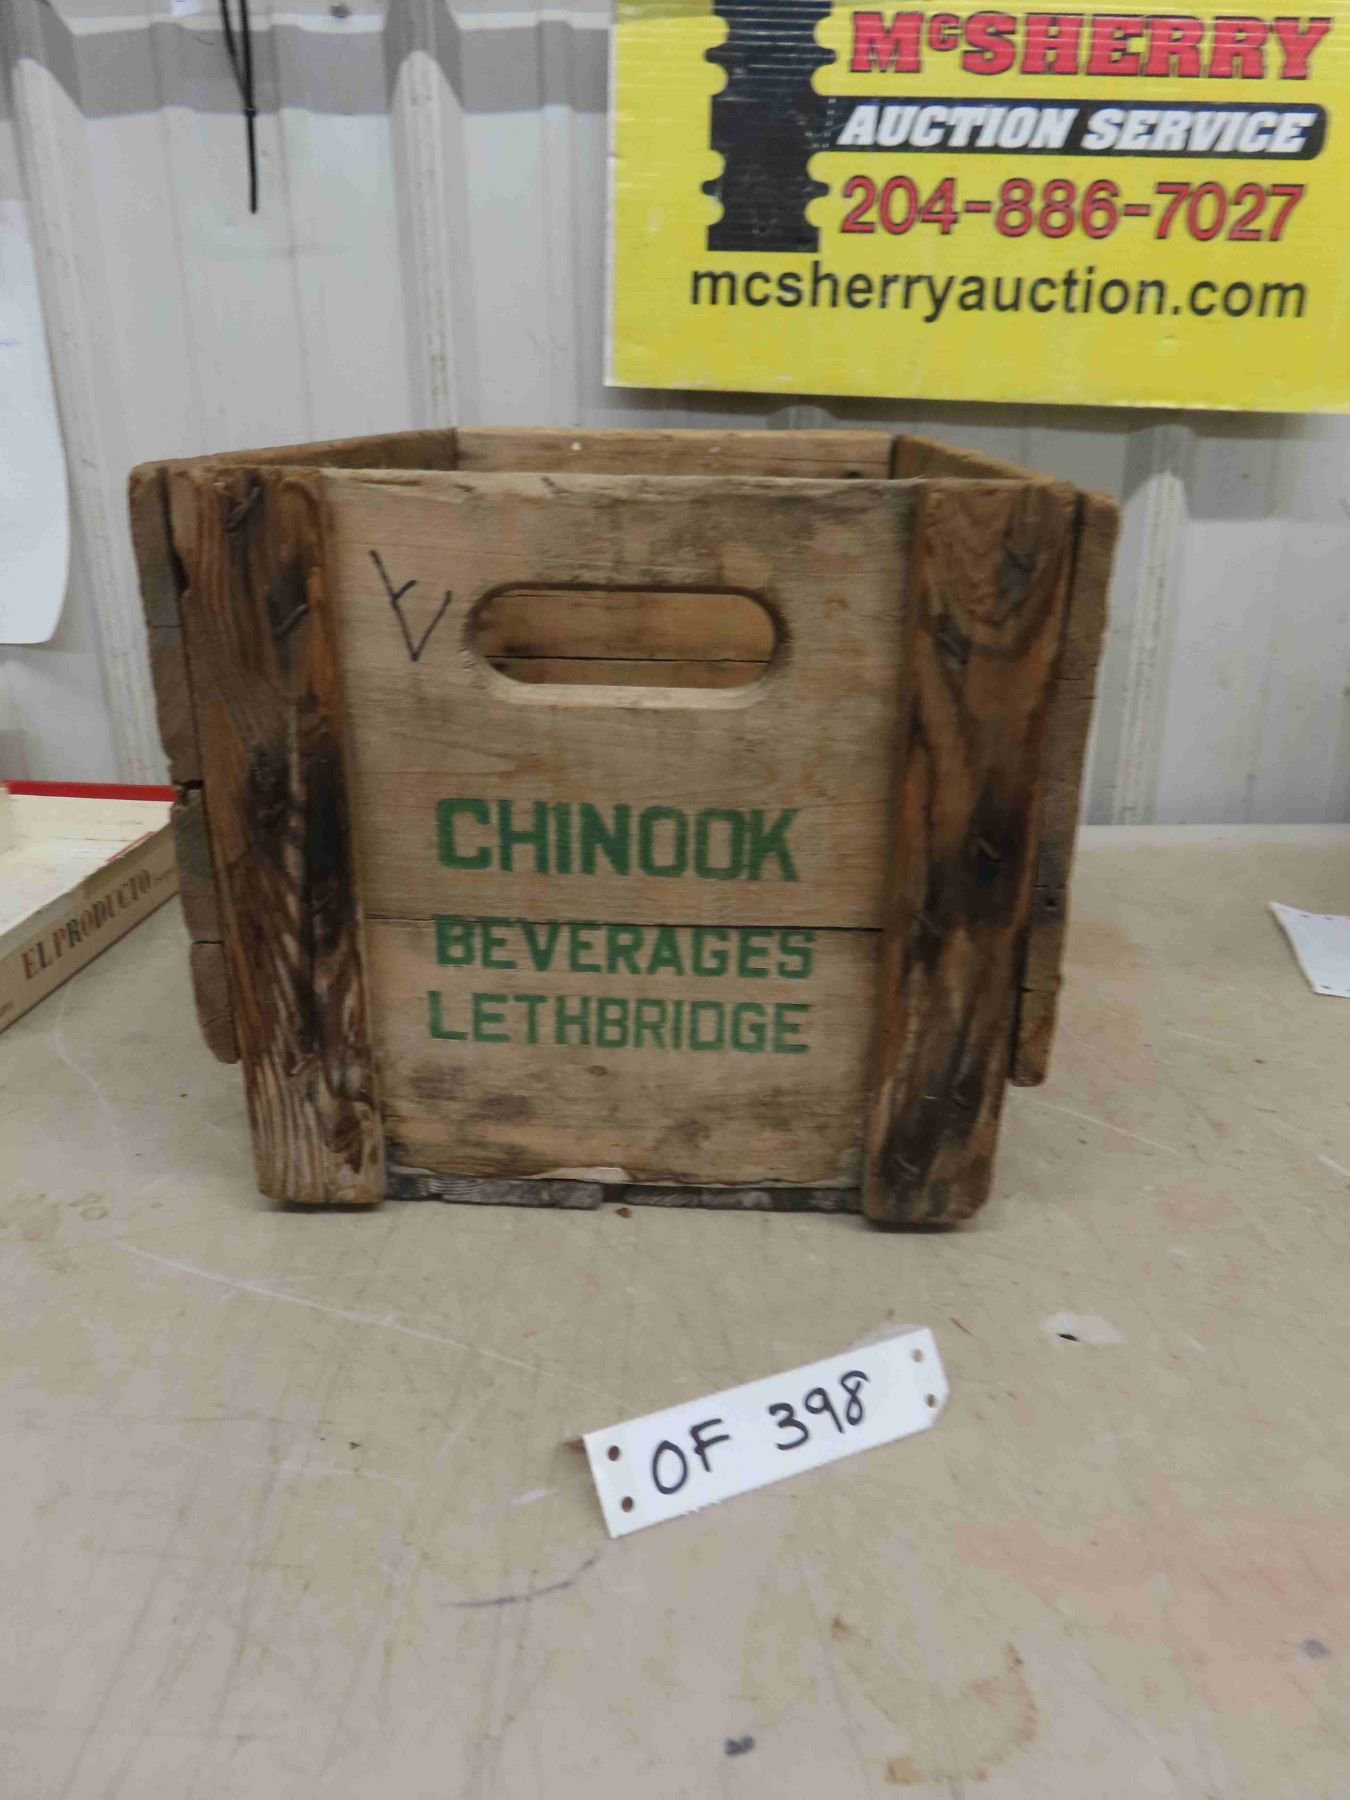 McSHERRY
AUCTION SERVICE
204-886-7027
mcsherryauction.com
CHINOOK
BEVERAGES
LETHBRIDGE
EL PRODUCTO
OF 398